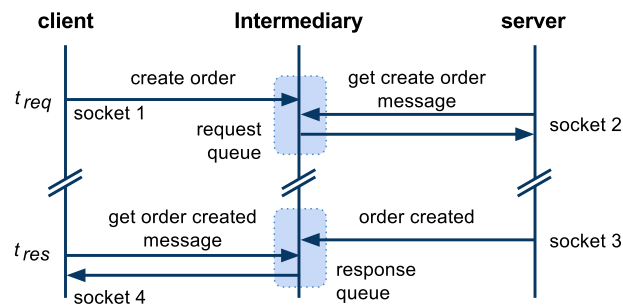 client
Intermediary
server
create order
get create order
message
t req
socket 1
socket 2
request
queue
get order created
message
order created
t res
socket 3
socket 4
response
queue